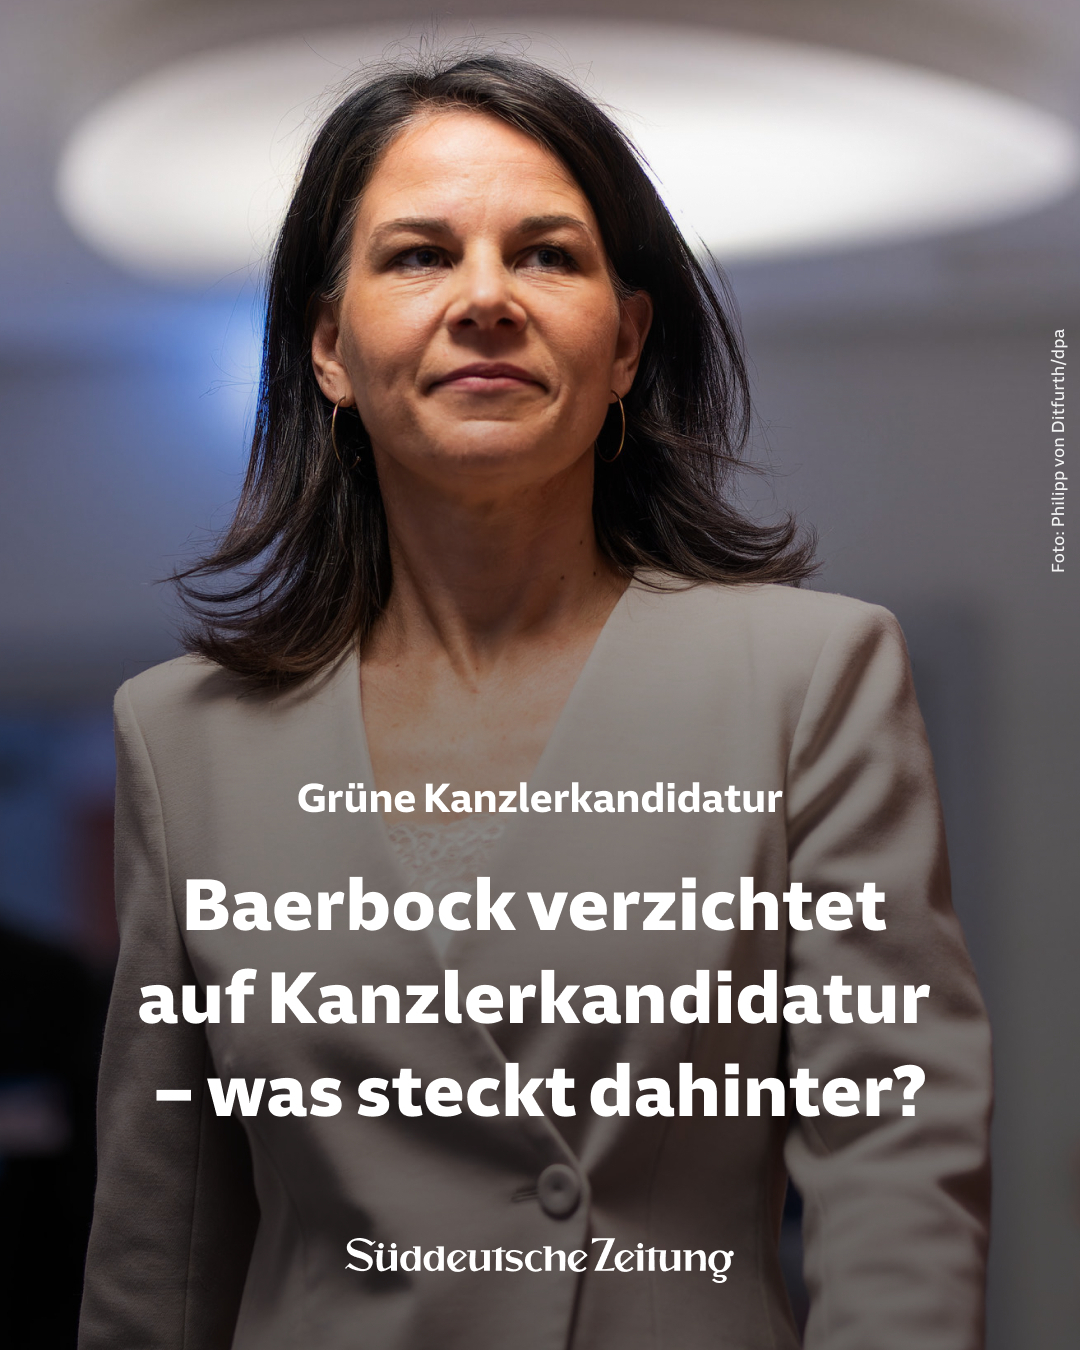 Foto: Philipp von Ditfurth/dpa
Grüne Kanzlerkandidatur
Baerbock verzichtet
auf Kanzlerkandidatur
– was steckt dahinter?
Süddeutsche Zeitung